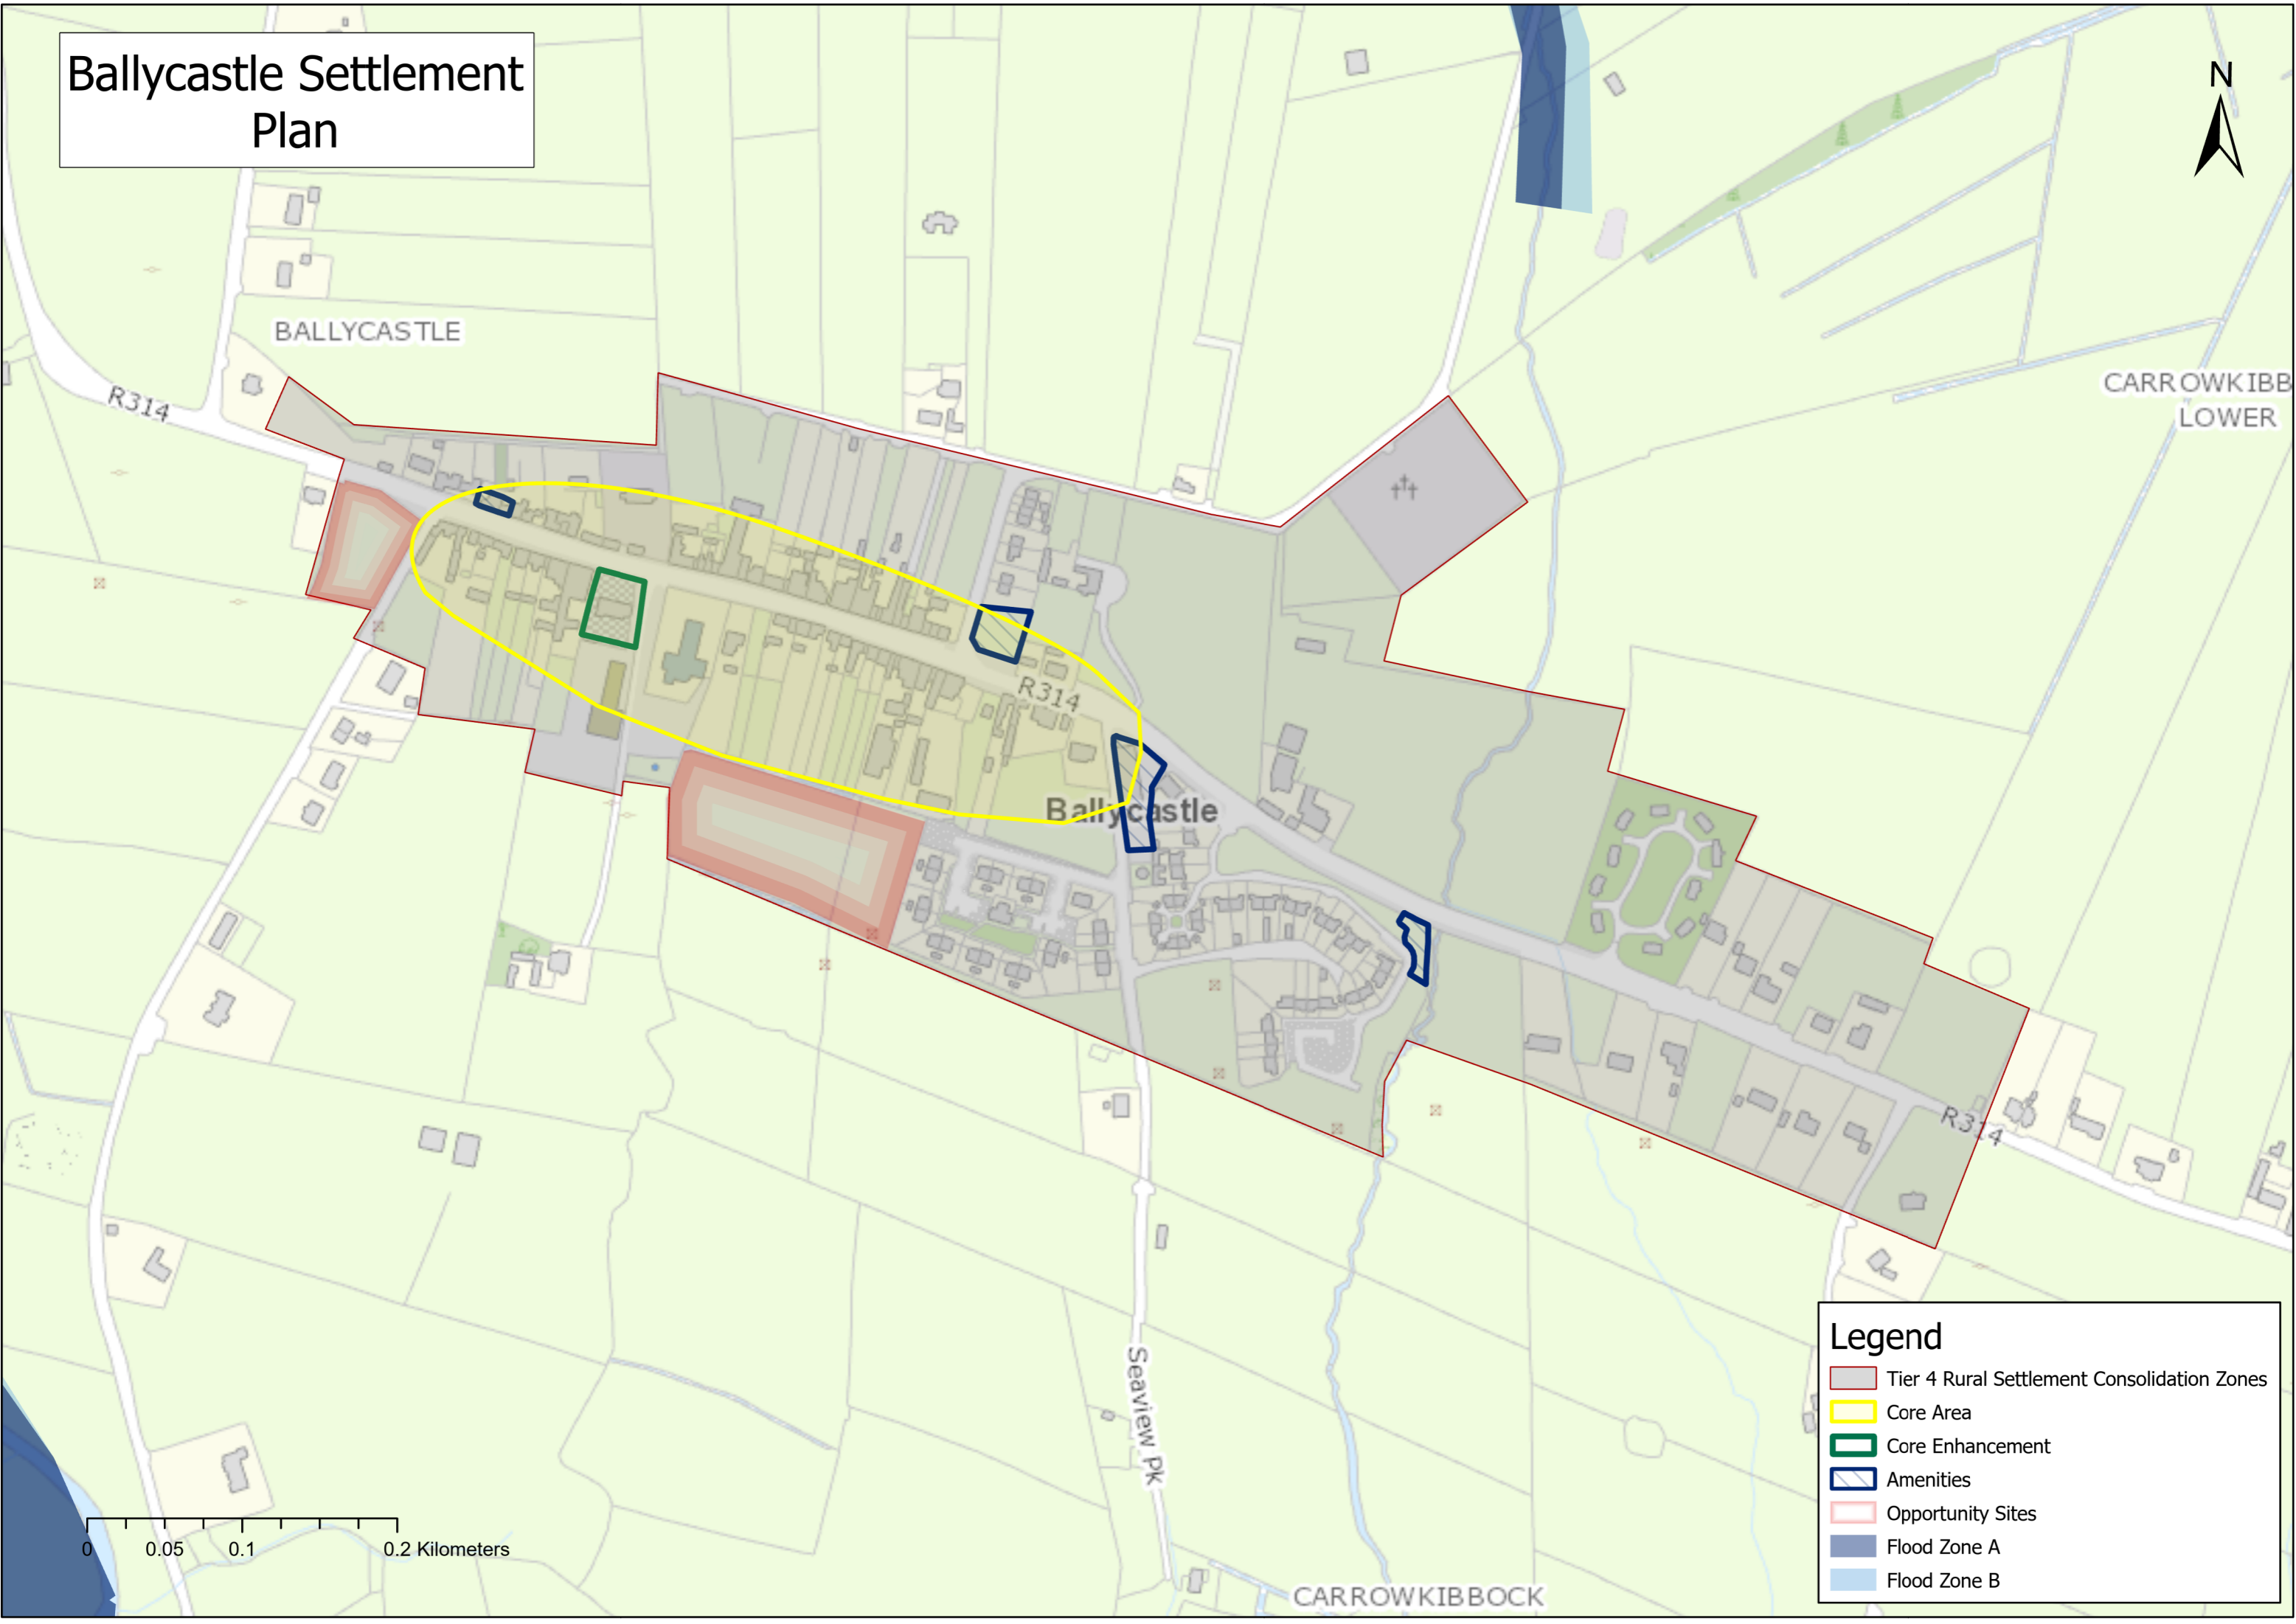 Ballycastle Settlement
Plan
N
BALLYCASTLE
CARROWKIBB
LOWER
R314
R314
Ballycastle
R314
Seaview PK
CARROWKIBBOCK
0
0.05
0.1
0.2 Kilometers
Legend
Tier 4 Rural Settlement Consolidation Zones
Core Area
Core Enhancement
Amenities
Opportunity Sites
Flood Zone A
Flood Zone B